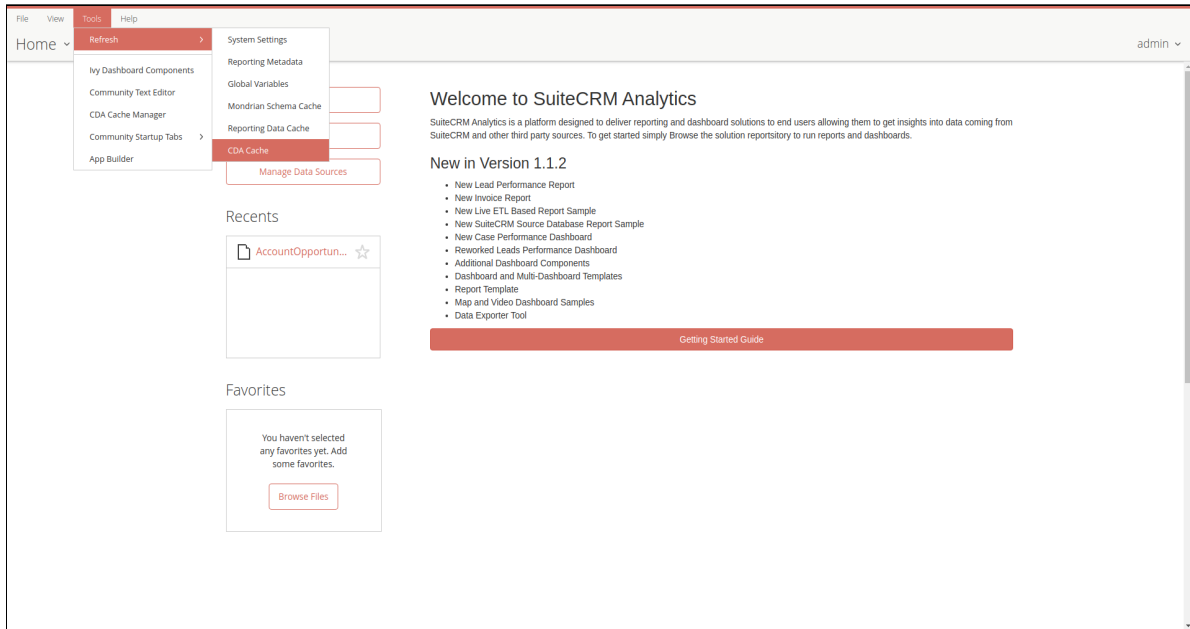 File View Tools Help
Home
admin
Refresh
Ivy Dashboard Components
Community Text Editor
CDA Cache Manager
Community Startup Tabs
App Builder
System Settings
Reporting Metadata
Global Variables
Mondrian Schema Cache
Reporting Data Cache
CDA Cache
Manage Data Sources
Recents
AccountOpportun...
Favorites
You haven't selected
any favorites yet. Add
some favorites.
Browse Files
Welcome to SuiteCRM Analytics
SuiteCRM Analytics is a platform designed to deliver reporting and dashboard solutions to end users allowing them to get insights into data coming from
SuiteCRM and other third party sources. To get started simply Browse the solution reportsitory to run reports and dashboards.
New in Version 1.1.2
• New Lead Performance Report
• New Invoice Report
• New Live ETL Based Report Sample
• New SuiteCRM Source Database Report Sample
• New Case Performance Dashboard
• Reworked Leads Performance Dashboard
• Additional Dashboard Components
• Dashboard and Multi-Dashboard Templates
• Report Template
• Map and Video Dashboard Samples
• Data Exporter Tool
Getting Started Guide